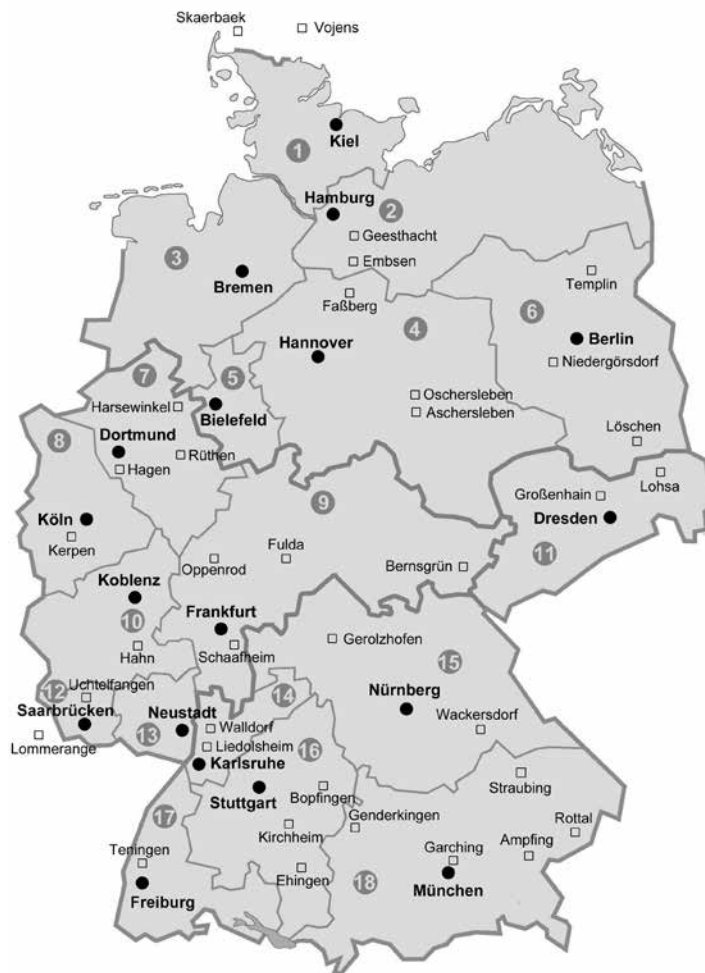 Skaerbaek
Vojens
Kiel
1
Hamburg
2
Geesthacht
3
Embsen
Bremen
Templin
Faßberg
6
4
Hannover
Berlin
Niedergörsdorf
7
5
Harsewinkel
Oschersleben
Bielefeld
Aschersleben
8
Dortmund
Löschen
Rüthen
Hagen
Lohsa
Großenhain
9
Köln
Dresden
Kerpen
Fulda
11
Oppenrod
Bernsgrün
Koblenz
10
Frankfurt
Gerolzhofen
Hahn
Schaafheim
15
Uchtelfangen
12
14
Nürnberg
Saarbrücken
Neustadt
Walldorf
Wackersdorf
13
Lommerange
Liedolsheim
16
Karlsruhe
Straubing
Stuttgart
Bopfingen
17
Genderkingen
Rottal
Kirchheim
Ampfing
Teningen
Garching
Ehingen
18
Freiburg
München